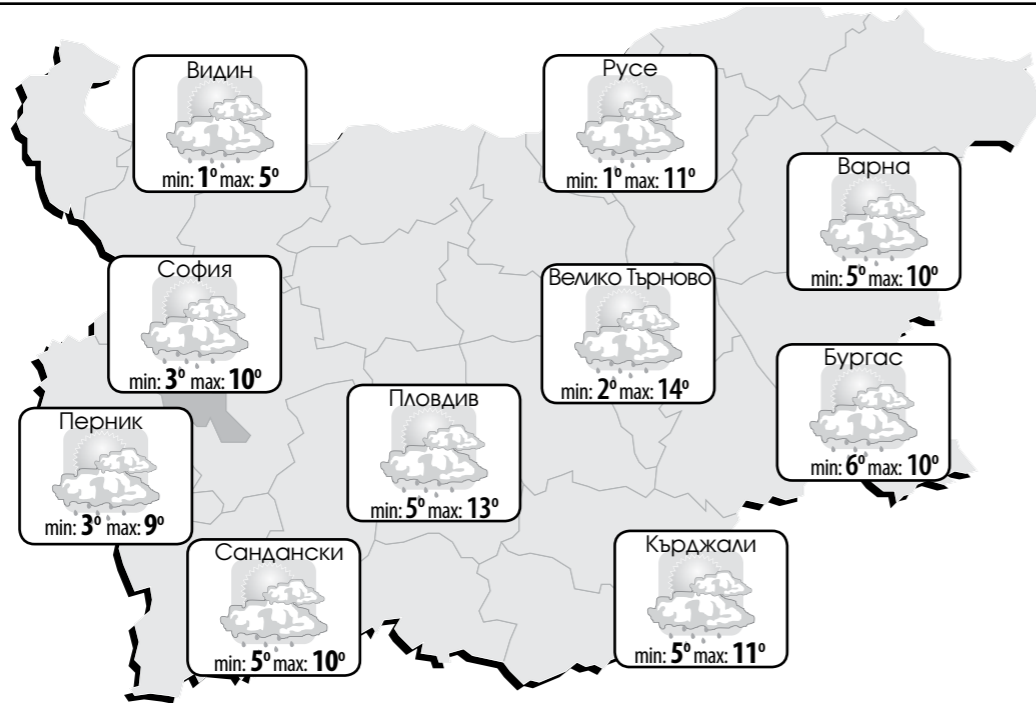 Видин
min: 1° max: 5°
Русе
min: 1° max: 11°
Варна
min: 5° max: 10°
София
min: 3° max: 10°
Велико Търново
min: 2° max: 14°
Бургас
min: 6° max: 10°
Пловдив
min: 5° max: 13°
Перник
min: 3° max: 9°
Сандански
min: 5° max: 10°
Кърджали
min: 5° max: 11°